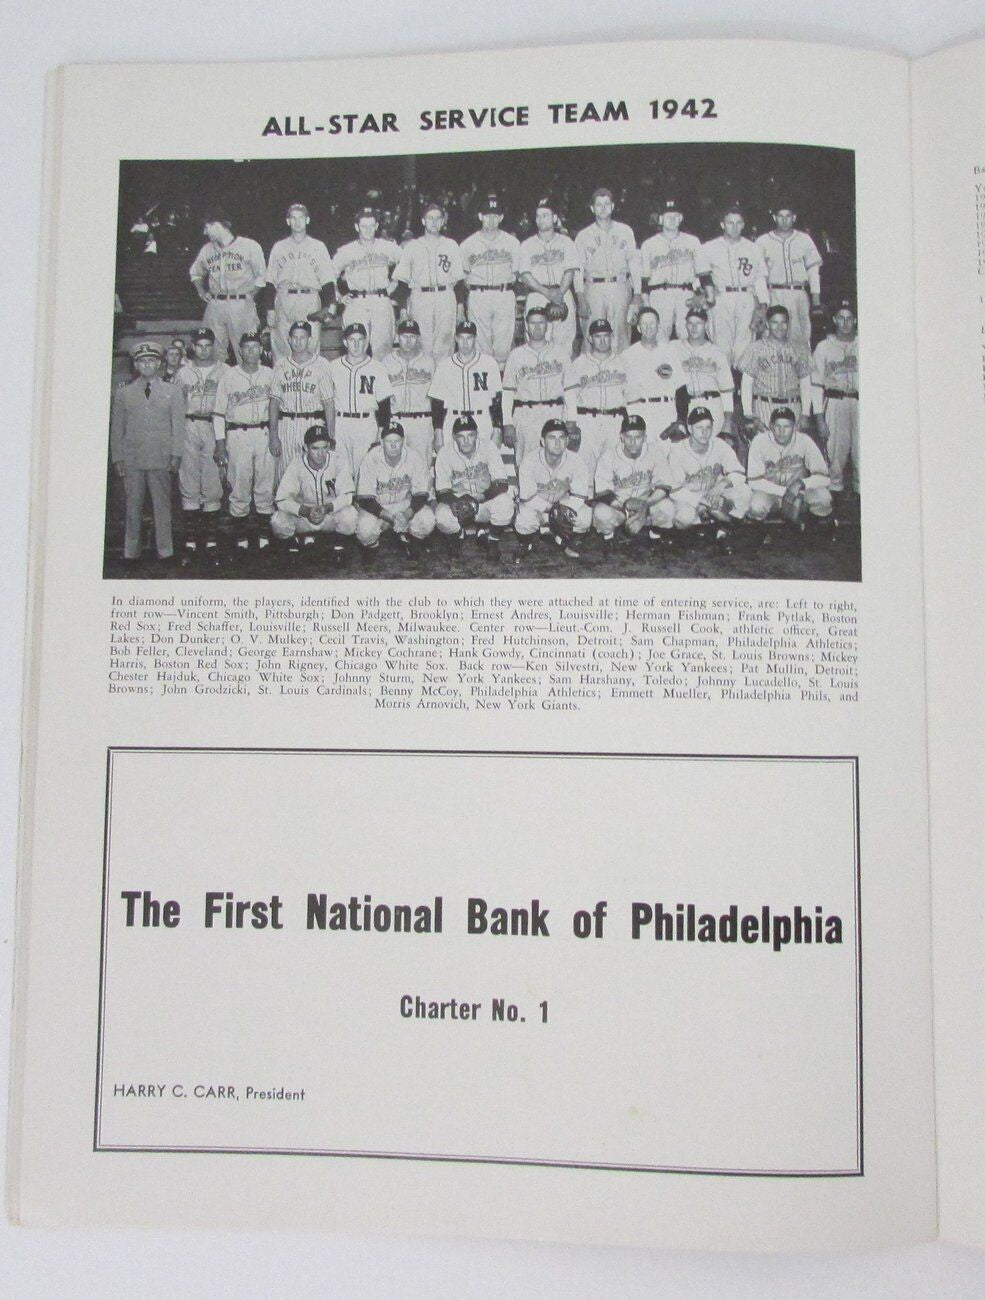 ALL-STAR SERVICE TEAM 1942
RECEPTION
CENTER
CAMP
WHEELER
N
N
N
In diamond uniform, the players, identified with the club to which they were attached at time of entering service, are: Left to right,
front row—Vincent Smith, Pittsburgh; Don Padgett, Brooklyn; Ernest Andres, Louisville; Herman Fishman; Frank Pytlak, Boston
Red Sox; Fred Schaffer, Louisville; Russell Meers, Milwaukee. Center row—Lieut.-Com. J. Russell Cook, athletic officer, Great
Lakes; Don Dunker; O. V. Mulkey; Cecil Travis, Washington; Fred Hutchinson, Detroit; Sam Chapman, Philadelphia Athletics;
Bob Feller, Cleveland; George Earnshaw; Mickey Cochrane; Hank Gowdy, Cincinnati (coach); Joe Grace, St. Louis Browns; Mickey
Harris, Boston Red Sox; John Rigney, Chicago White Sox. Back row—Ken Silvestri, New York Yankees; Pat Mullin, Detroit;
Chester Hajduk, Chicago White Sox; Johnny Sturm, New York Yankees; Sam Harshany, Toledo; Johnny Lucadello, St. Louis
Browns; John Grodzicki, St. Louis Cardinals; Benny McCoy, Philadelphia Athletics; Emmett Mueller, Philadelphia Phils, and
Morris Arnovich, New York Giants.
The First National Bank of Philadelphia
Charter No. 1
HARRY C. CARR, President